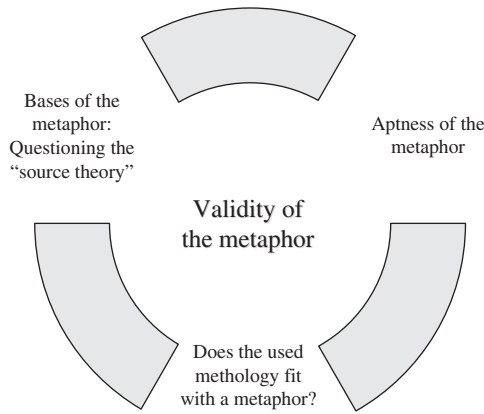 Bases of the
metaphor:
Questioning the
“source theory”
Aptness of the
metaphor
Validity of
the metaphor
Does the used
methology fit
with a metaphor?